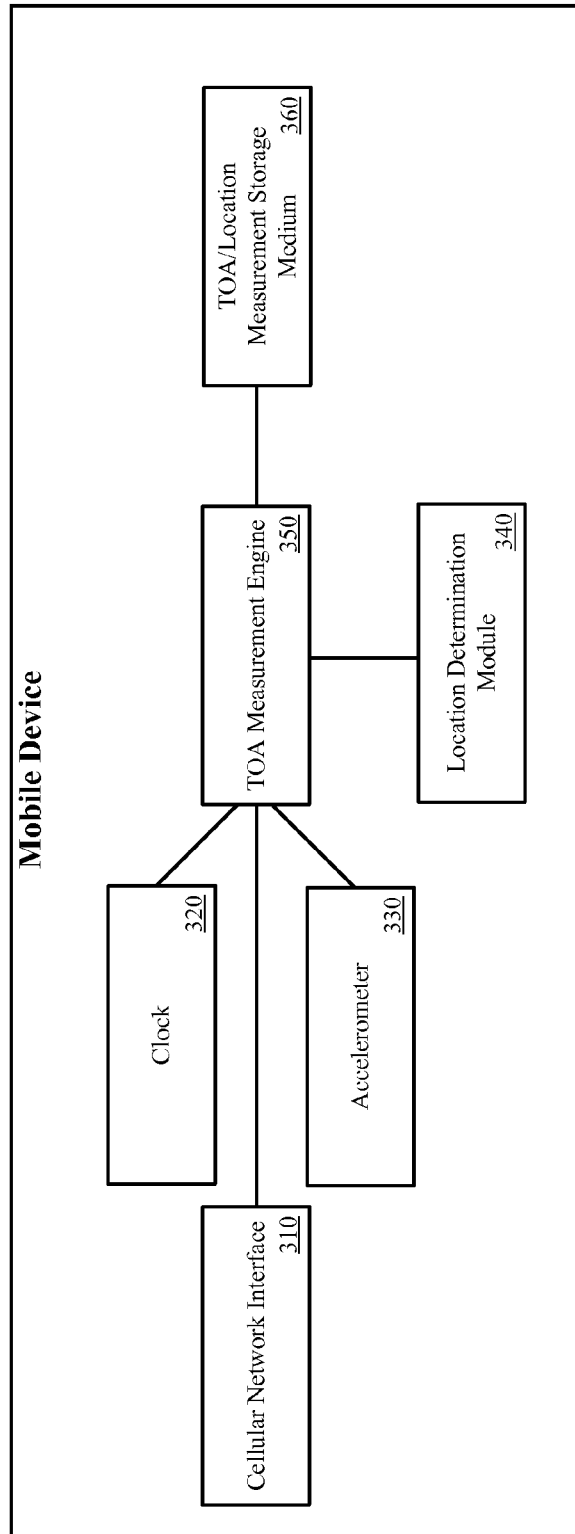 Mobile Device
Cellular Network Interface
310
Clock
320
Accelerometer
330
TOA Measurement Engine
350
Location Determination
Module
340
TOA/Location
Measurement Storage
Medium
360